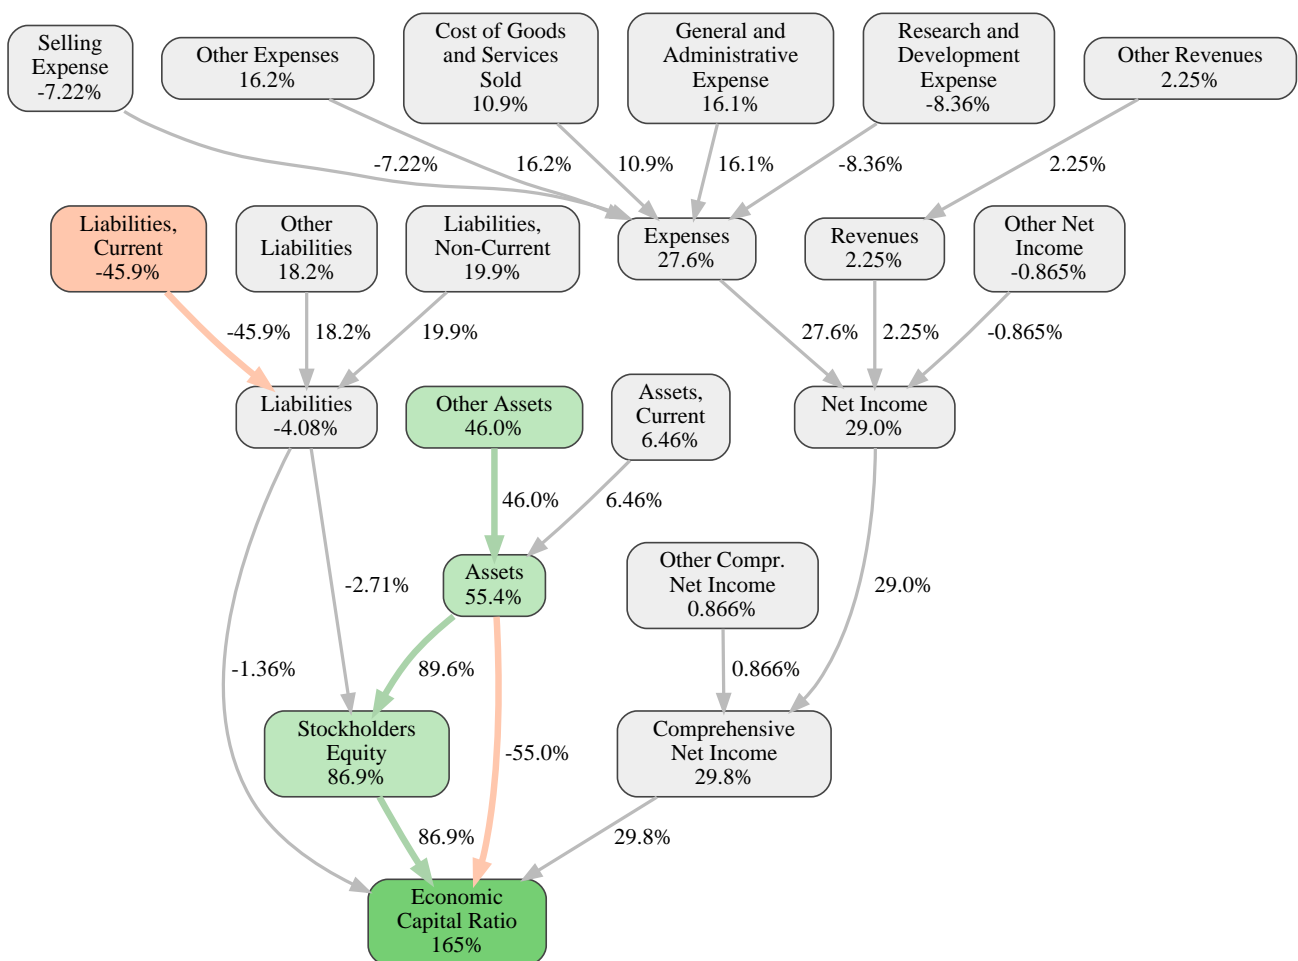 Selling
Expense
-7.22%
Other Expenses
16.2%
Cost of Goods
and Services
Sold
10.9%
General and
Administrative
Expense
16.1%
Research and
Development
Expense
-8.36%
Other Revenues
2.25%
-7.22%
16.2%
10.9%
16.1%
-8.36%
2.25%
Liabilities,
Current
-45.9%
Other
Liabilities
18.2%
Liabilities,
Non-Current
19.9%
Expenses
27.6%
Revenues
2.25%
Other Net
Income
-0.865%
-45.9%
18.2%
19.9%
27.6%
2.25%
-0.865%
Liabilities
-4.08%
Other Assets
46.0%
Assets,
Current
6.46%
Net Income
29.0%
46.0%
6.46%
Assets
55.4%
Other Compr.
Net Income
0.866%
-2.71%
29.0%
-1.36%
89.6%
0.866%
Stockholders
Equity
86.9%
-55.0%
Comprehensive
Net Income
29.8%
86.9%
29.8%
Economic
Capital Ratio
165%